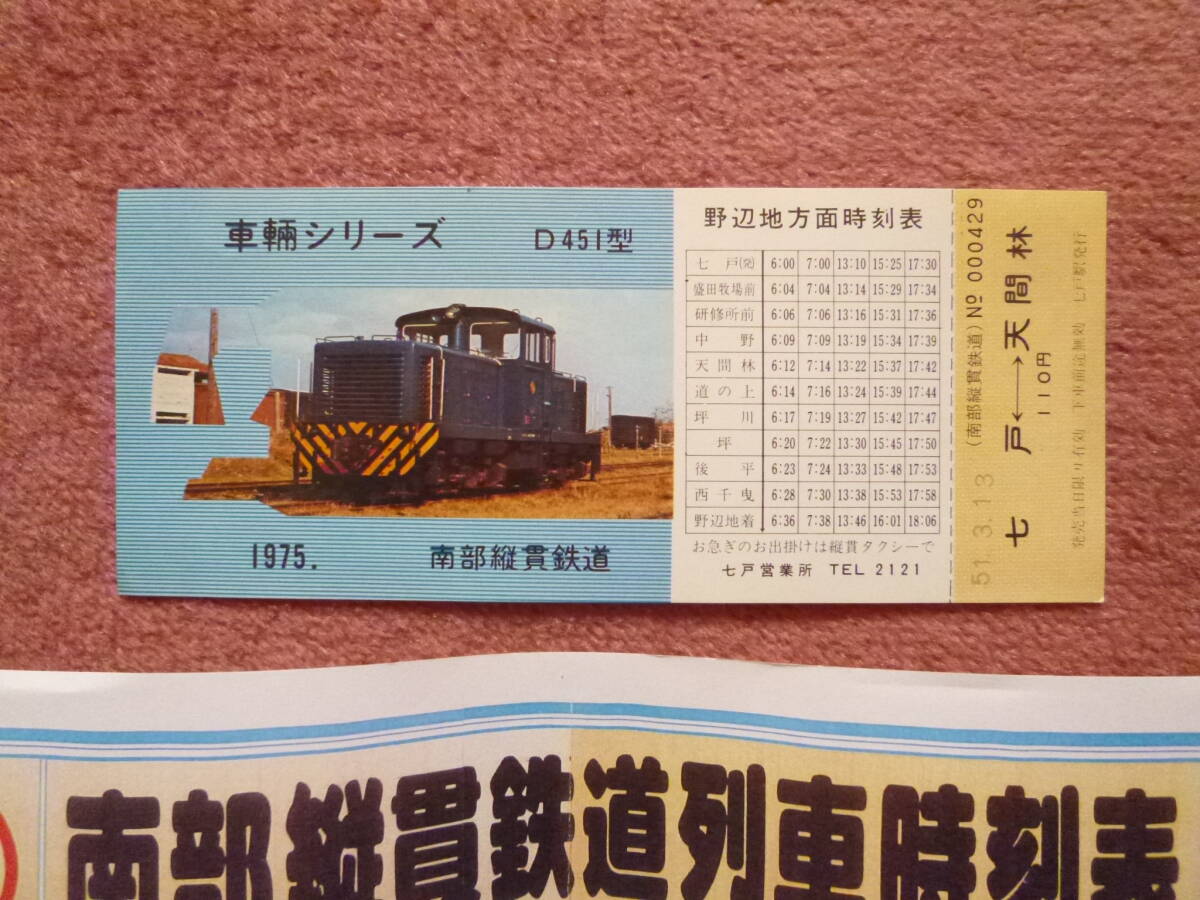 車輛シリーズ D451型
1975. 南部縦貫鉄道
野辺地方面時刻表
七戸(発) 6:00 7:00 13:10 15:25 17:30
盛田牧場前 6:04 7:04 13:14 15:29 17:34
研修所前 6:06 7:06 13:16 15:31 17:36
中野 6:09 7:09 13:19 15:34 17:39
天間林 6:12 7:14 13:22 15:37 17:42
道の上 6:14 7:16 13:24 15:39 17:44
坪川 6:17 7:19 13:27 15:42 17:47
坪 6:20 7:22 13:30 15:45 17:50
後平 6:23 7:24 13:33 15:48 17:53
西千曳 6:28 7:30 13:38 15:53 17:58
野辺地着 6:36 7:38 13:46 16:01 18:06
お急ぎのお出掛けは縦貫タクシーで
七戸営業所 TEL 2121
51.3.13 (南部縦貫鉄道) № 000429
七戸←→天間林
110円
発売当日限り有効 下車前途無効 七戸駅発行
南部縦貫鉄道列車時刻表